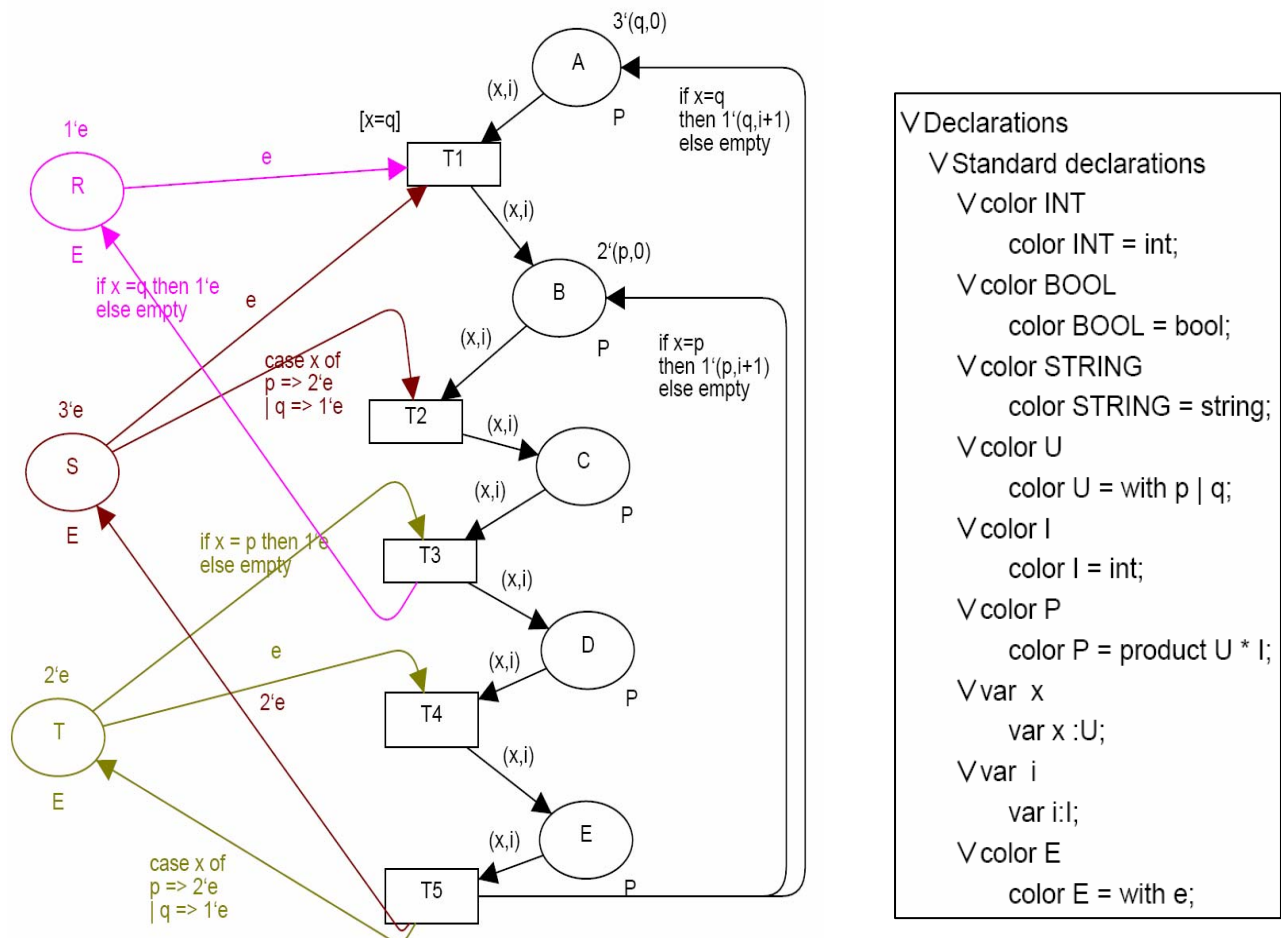 3‘(q,0)
A
P
(x,i)
if x=q
then 1‘(q,i+1)
else empty
[x=q]
T1
1‘e
e
R
E
(x,i)
2‘(p,0)
B
P
if x =q then 1‘e
else empty
e
(x,i)
if x=p
then 1‘(p,i+1)
else empty
case x of
p => 2‘e
| q => 1‘e
3‘e
S
E
T2
(x,i)
C
P
(x,i)
if x = p then 1‘e
else empty
T3
(x,i)
D
P
e
(x,i)
2‘e
T
E
2‘e
T4
(x,i)
E
P
(x,i)
case x of
p => 2‘e
| q => 1‘e
T5
V Declarations
V Standard declarations
V color INT
color INT = int;
V color BOOL
color BOOL = bool;
V color STRING
color STRING = string;
V color U
color U = with p | q;
V color I
color I = int;
V color P
color P = product U * I;
V var x
var x :U;
V var i
var i:I;
V color E
color E = with e;